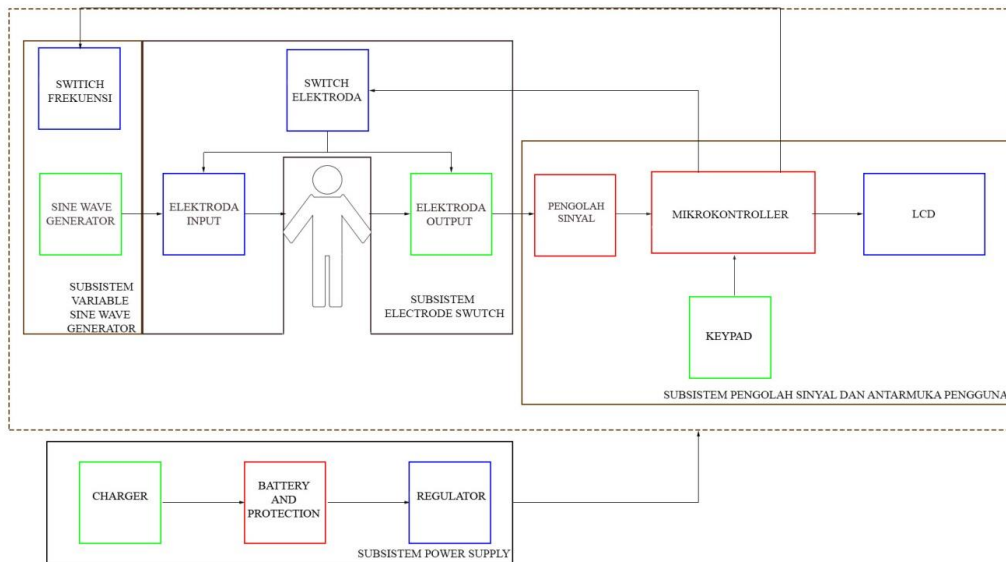 SWITICH
FREKUENSI
SWITCH
ELEKTRODA
SINE WAVE
GENERATOR
ELEKTRODA
INPUT
ELEKTRODA
OUTPUT
PENGOLAH
SINYAL
MIKROKONTROLLER
LCD
SUBSISTEM
VARIABLE
SINE WAVE
GENERATOR
SUBSISTEM
ELECTRODE SWUTCH
KEYPAD
SUBSISTEM PENGOLAH SINYAL DAN ANTARMUKA PENGGUNA
CHARGER
BATTERY
AND
PROTECTION
REGULATOR
SUBSISTEM POWER SUPPLY